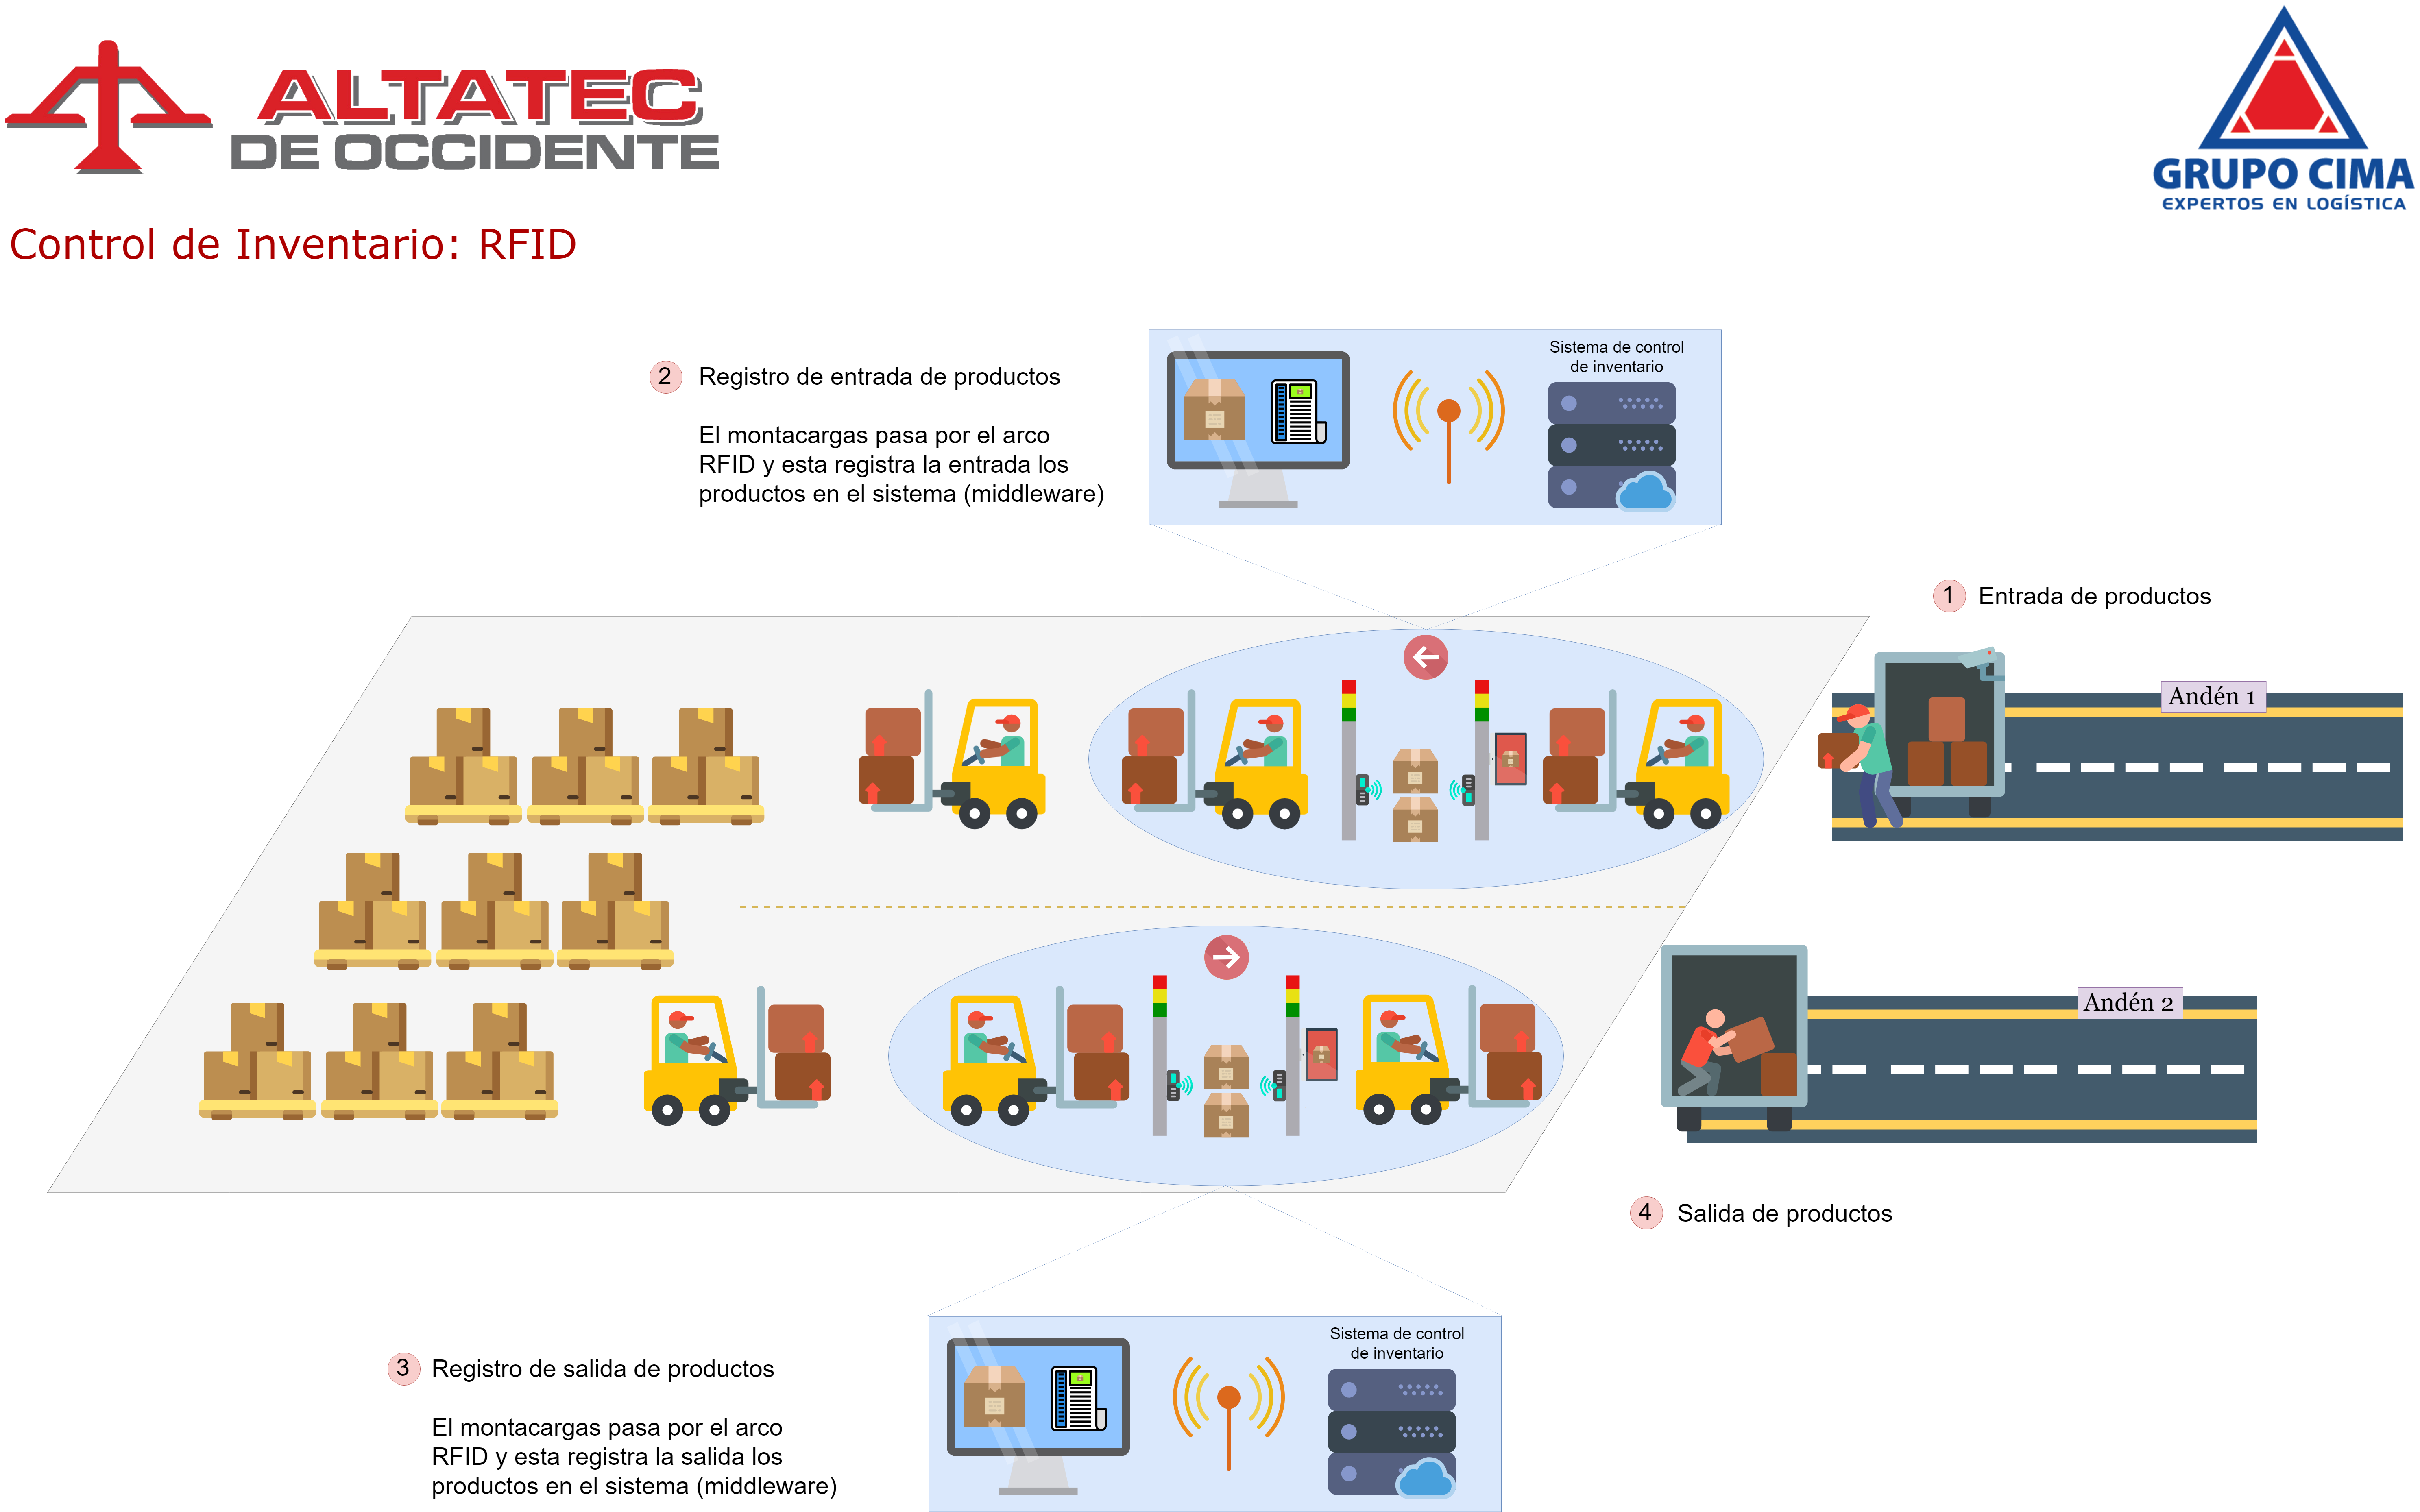 ALTATEC
DE OCCIDENTE
GRUPO CIMA
EXPERTOS EN LOGÍSTICA
Control de Inventario: RFID
2
Registro de entrada de productos
El montacargas pasa por el arco
RFID y esta registra la entrada los
productos en el sistema (middleware)
Sistema de control
de inventario
1
Entrada de productos
Andén 1
Andén 2
4
Salida de productos
3
Registro de salida de productos
El montacargas pasa por el arco
RFID y esta registra la salida los
productos en el sistema (middleware)
Sistema de control
de inventario